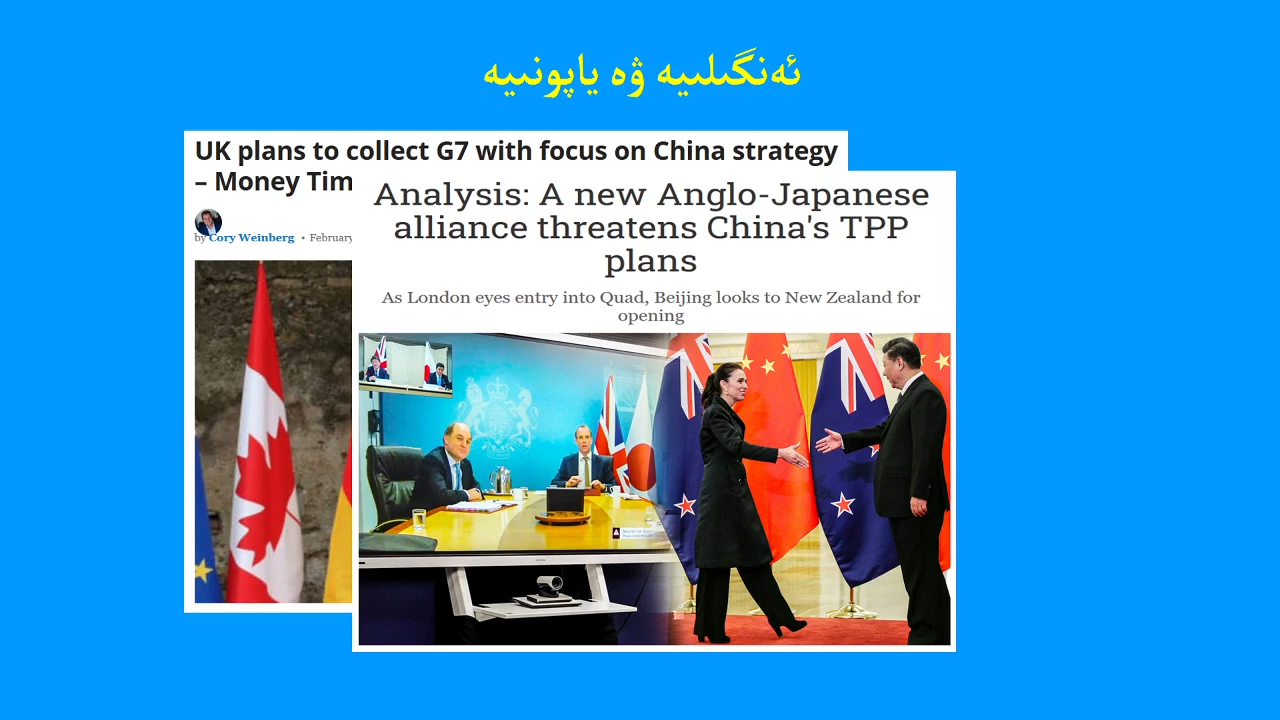 ئەنگىلىيە ۋە ياپونىيە
UK plans to collect G7 with focus on China strategy
– Money Tim
by Cory Weinberg • February
Analysis: A new Anglo-Japanese
alliance threatens China's TPP
plans
As London eyes entry into Quad, Beijing looks to New Zealand for
opening